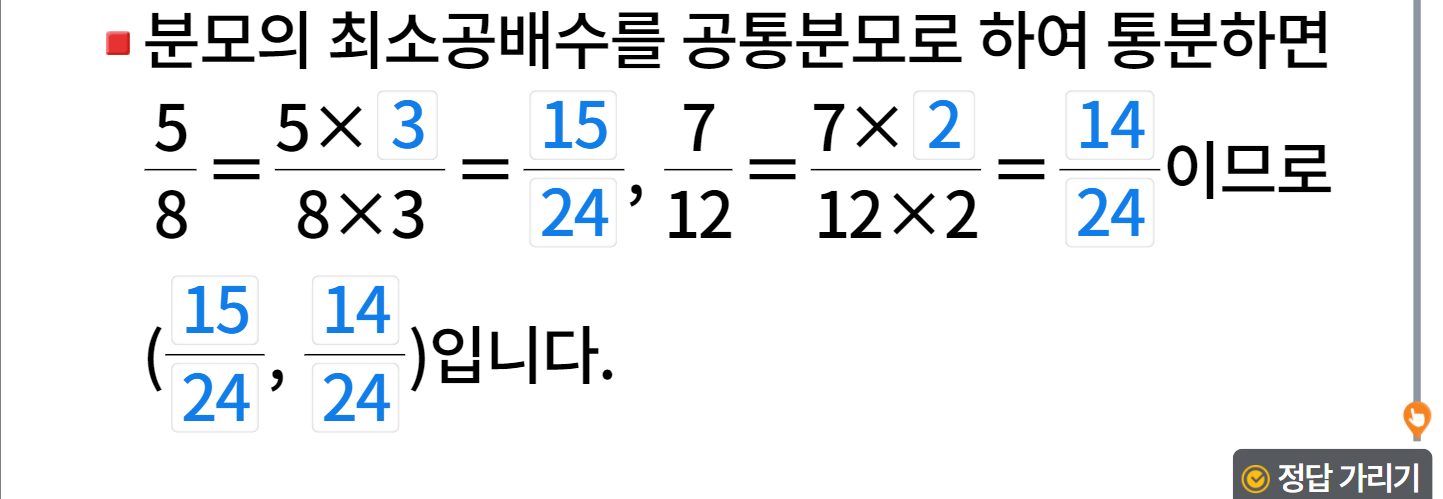 분모의 최소공배수를 공통분모로 하여 통분하면
5/8 = 5×3/8×3 = 15/24, 7/12 = 7×2/12×2 = 14/24 이므로
(15/24, 14/24)입니다.
정답 가리기